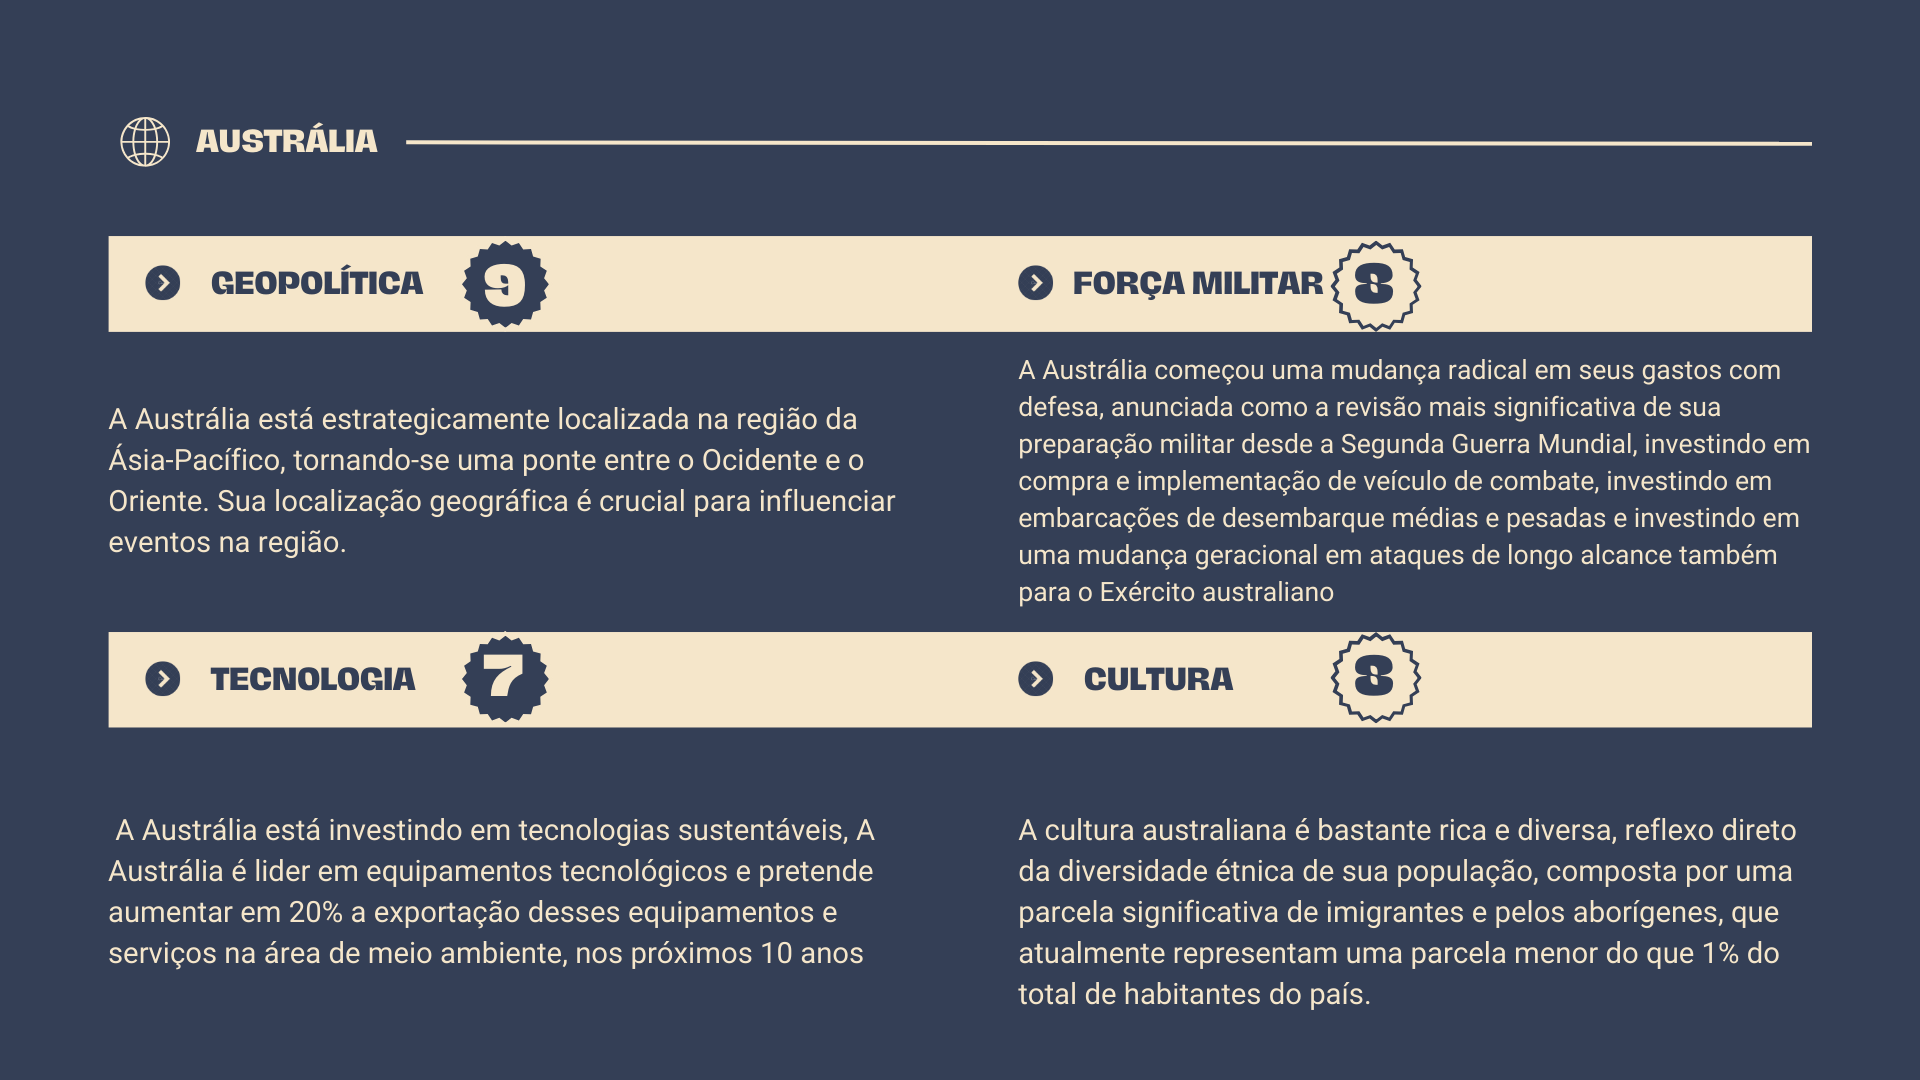 AUSTRÁLIA
GEOPOLÍTICA 9
A Austrália está estrategicamente localizada na região da
Ásia-Pacífico, tornando-se uma ponte entre o Ocidente e o
Oriente. Sua localização geográfica é crucial para influenciar
eventos na região.
FORÇA MILITAR 8
A Austrália começou uma mudança radical em seus gastos com
defesa, anunciada como a revisão mais significativa de sua
preparação militar desde a Segunda Guerra Mundial, investindo em
compra e implementação de veículo de combate, investindo em
embarcações de desembarque médias e pesadas e investindo em
uma mudança geracional em ataques de longo alcance também
para o Exército australiano
TECNOLOGIA 7
A Austrália está investindo em tecnologias sustentáveis, A
Austrália é lider em equipamentos tecnológicos e pretende
aumentar em 20% a exportação desses equipamentos e
serviços na área de meio ambiente, nos próximos 10 anos
CULTURA 8
A cultura australiana é bastante rica e diversa, reflexo direto
da diversidade étnica de sua população, composta por uma
parcela significativa de imigrantes e pelos aborígenes, que
atualmente representam uma parcela menor do que 1% do
total de habitantes do país.